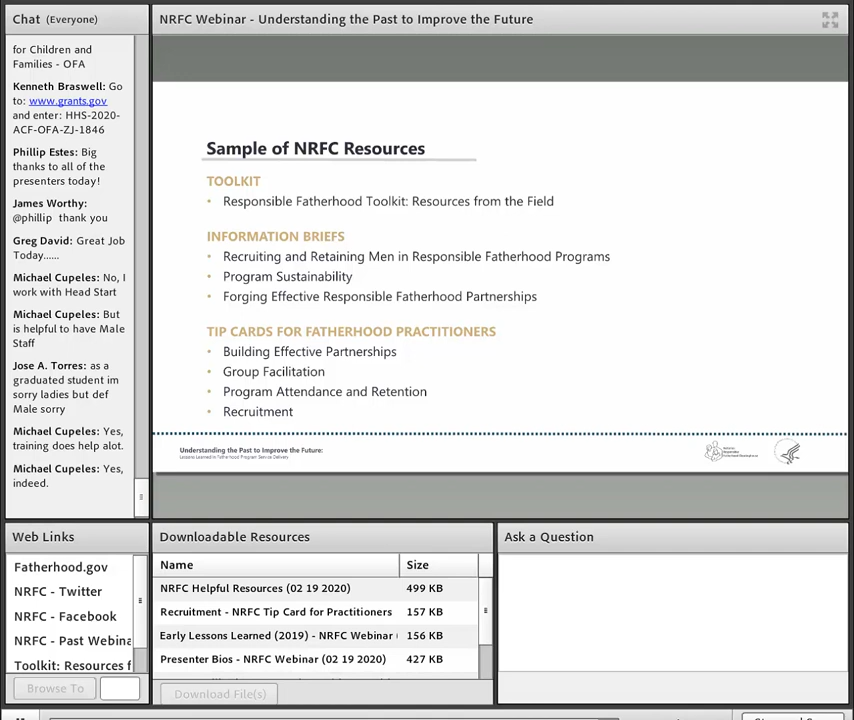 Chat (Everyone)
for Children and
Families - OFA
Kenneth Braswell: Go
to: www.grants.gov
and enter: HHS-2020-
ACF-OFA-ZJ-1846
Phillip Estes: Big
thanks to all of the
presenters today!
James Worthy:
@phillip thank you
Greg David: Great Job
Today......
Michael Cupeles: No, I
work with Head Start
Michael Cupeles: But
is helpful to have Male
Staff
Jose A. Torres: as a
graduated student im
sorry ladies but def
Male sorry
Michael Cupeles: Yes,
training does help alot.
Michael Cupeles: Yes,
indeed.
NRFC Webinar - Understanding the Past to Improve the Future
Sample of NRFC Resources
TOOLKIT
• Responsible Fatherhood Toolkit: Resources from the Field
INFORMATION BRIEFS
• Recruiting and Retaining Men in Responsible Fatherhood Programs
• Program Sustainability
• Forging Effective Responsible Fatherhood Partnerships
TIP CARDS FOR FATHERHOOD PRACTITIONERS
• Building Effective Partnerships
• Group Facilitation
• Program Attendance and Retention
• Recruitment
Understanding the Past to Improve the Future:
Lessons Learned in Fatherhood Program Service Delivery
Web Links
Fatherhood.gov
NRFC - Twitter
NRFC - Facebook
NRFC - Past Webina
Toolkit: Resources f
Browse To
Downloadable Resources
Name Size
NRFC Helpful Resources (02 19 2020) 499 KB
Recruitment - NRFC Tip Card for Practitioners 157 KB
Early Lessons Learned (2019) - NRFC Webinar 156 KB
Presenter Bios - NRFC Webinar (02 19 2020) 427 KB
Download File(s)
Ask a Question